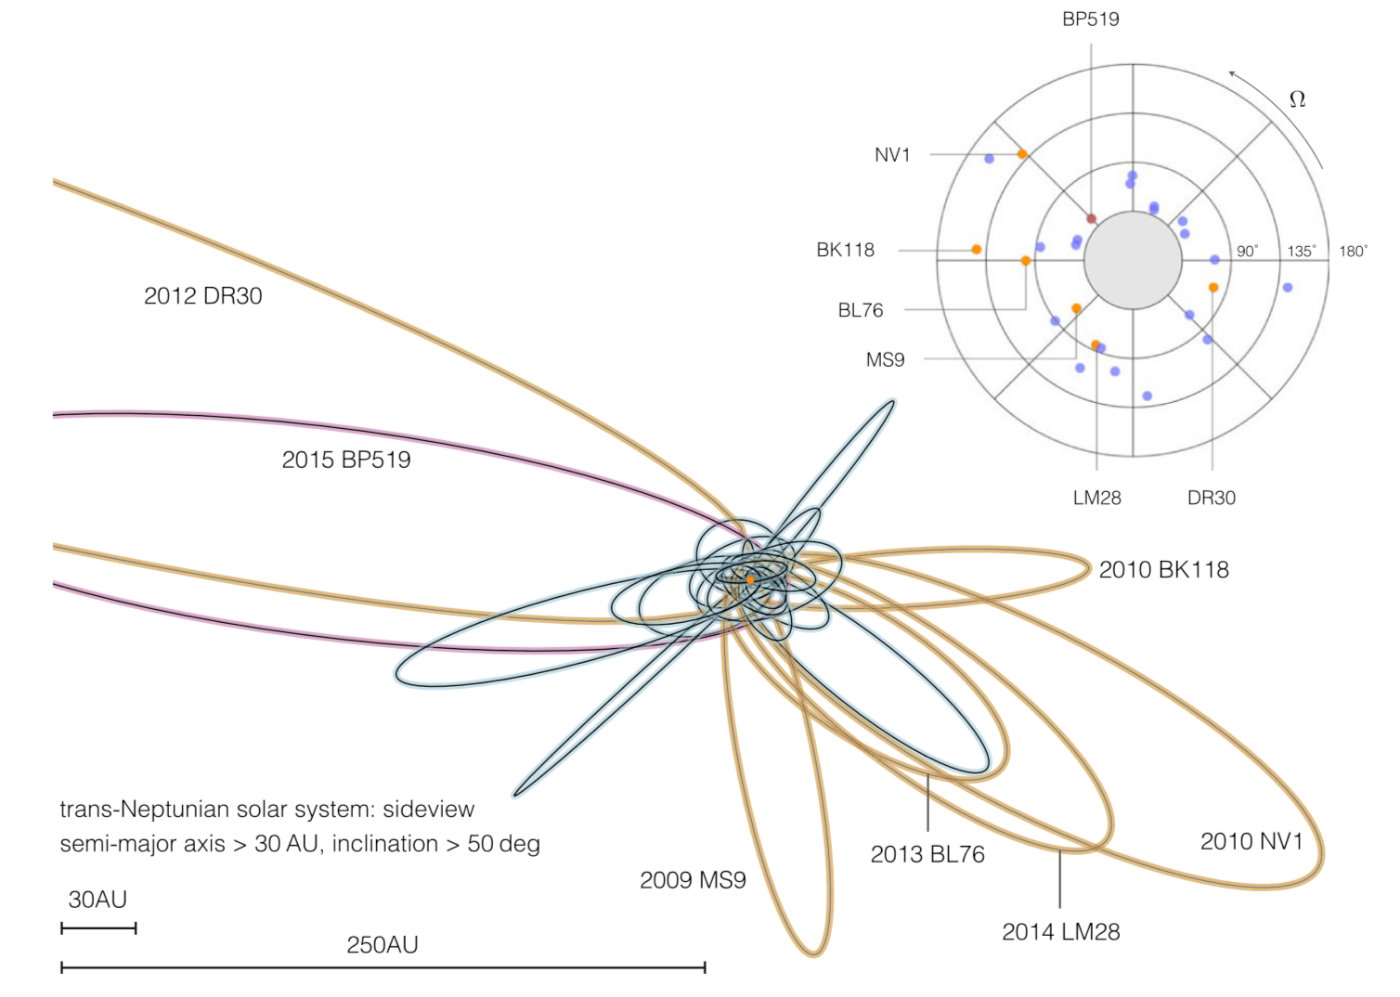 BP519
Ω
NV1
BK118
90°
135°
180°
BL76
MS9
LM28
DR30
2012 DR30
2015 BP519
2010 BK118
trans-Neptunian solar system: sideview
semi-major axis > 30 AU, inclination > 50 deg
30AU
250AU
2009 MS9
2013 BL76
2010 NV1
2014 LM28